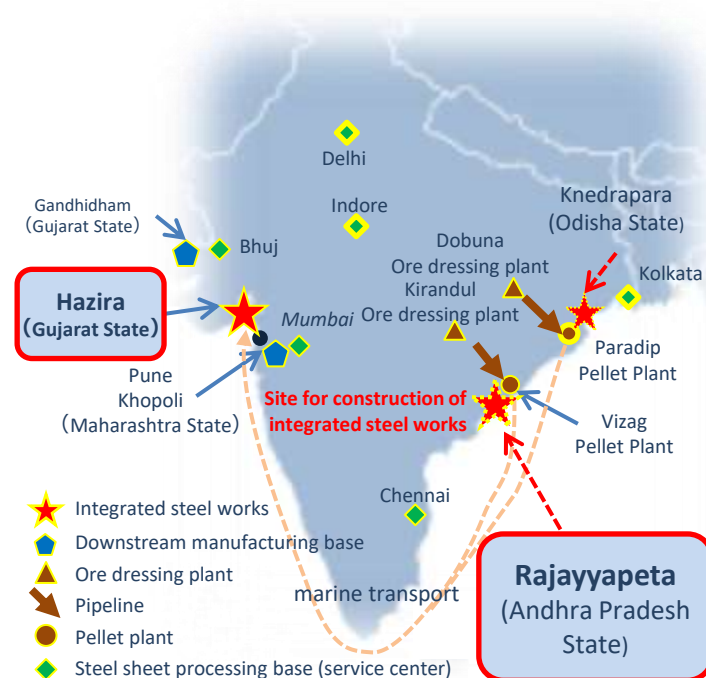 Delhi
Gandhidham
(Gujarat State)
Indore
Knedrapara
(Odisha State)
Bhuj
Dobuna
Ore dressing plant
Kirandul
Ore dressing plant
Kolkata
Hazira
(Gujarat State)
Mumbai
Paradip
Pellet Plant
Pune
Khopoli
(Maharashtra State)
Site for construction of
integrated steel works
Vizag
Pellet Plant
Chennai
Integrated steel works
Downstream manufacturing base
Ore dressing plant
Pipeline
Pellet plant
Steel sheet processing base (service center)
marine transport
Rajayyapeta
(Andhra Pradesh
State)